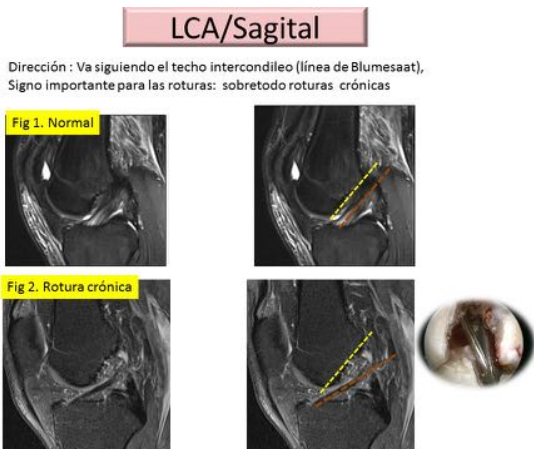 LCA/Sagital
Dirección : Va siguiendo el techo intercondileo (línea de Blumesaat),
Signo importante para las roturas: sobretodo roturas crónicas
Fig 1. Normal
Fig 2. Rotura crónica